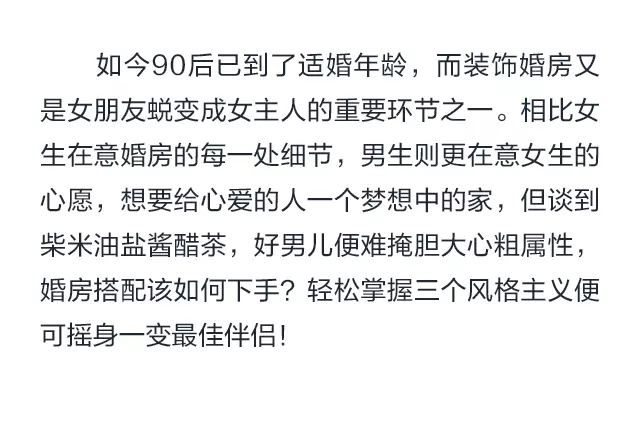 如今90后已到了适婚年龄，而装饰婚房又
是女朋友蜕变成女主人的重要环节之一。相比女
生在意婚房的每一处细节，男生则更在意女生的
心愿，想要给心爱的人一个梦想中的家，但谈到
柴米油盐酱醋茶，好男儿便难掩胆大心粗属性，
婚房搭配该如何下手？轻松掌握三个风格主义便
可摇身一变最佳伴侣！